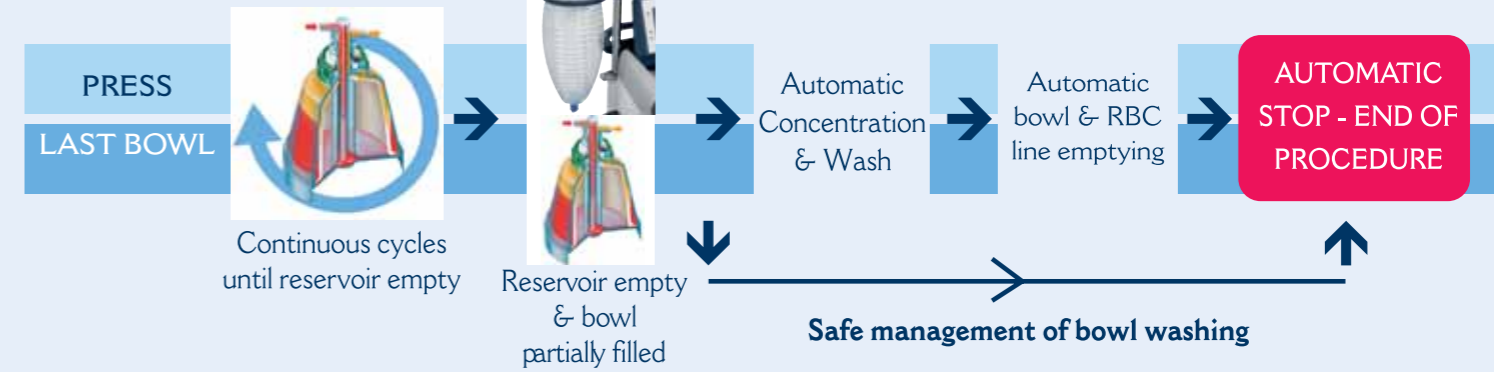 PRESS
LAST BOWL
Continuous cycles
until reservoir empty
Reservoir empty
& bowl
partially filled
Automatic
Concentration
& Wash
Automatic
bowl & RBC
line emptying
AUTOMATIC
STOP - END OF
PROCEDURE
Safe management of bowl washing